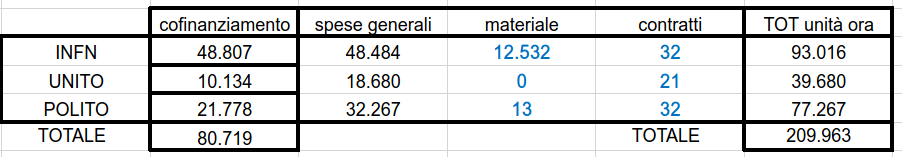 cofinanziamento spese generali materiale contratti TOT unità ora
INFN 48.807 48.484 12.532 32 93.016
UNITO 10.134 18.680 0 21 39.680
POLITO 21.778 32.267 13 32 77.267
TOTALE 80.719 TOTALE 209.963